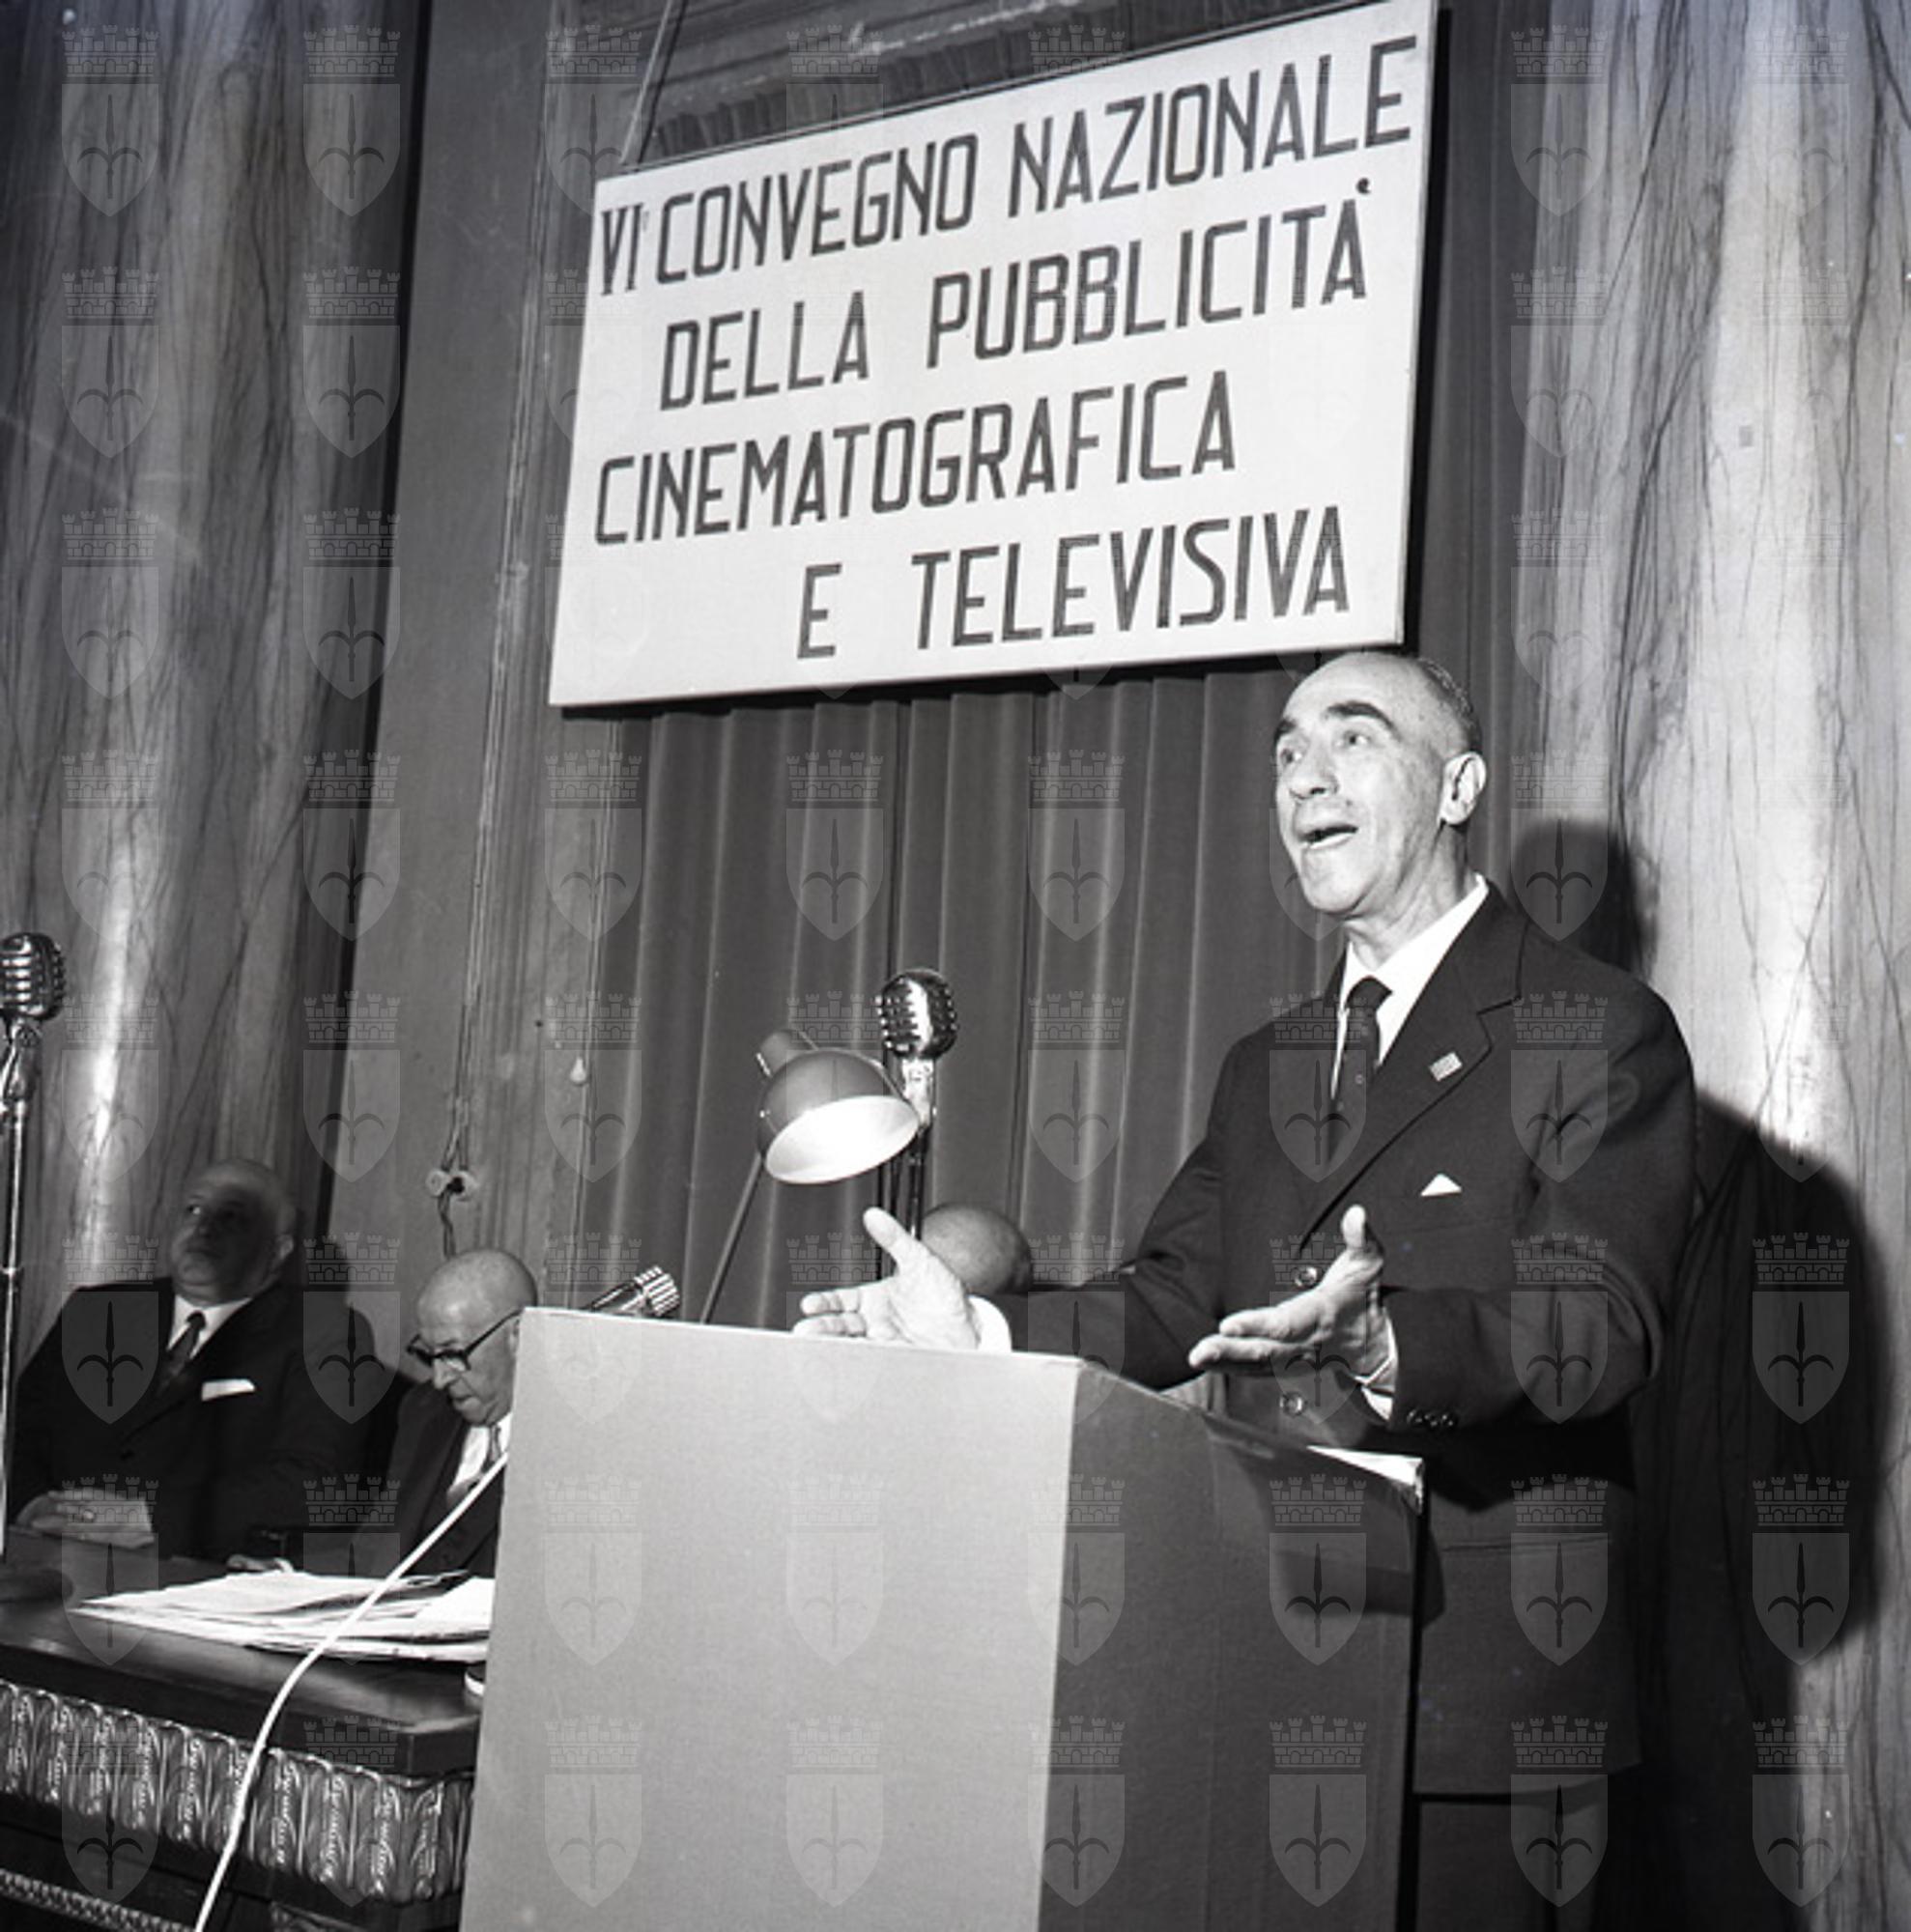 VI° CONVEGNO NAZIONALE
DELLA PUBBLICITÀ
CINEMATOGRAFICA
E TELEVISIVA